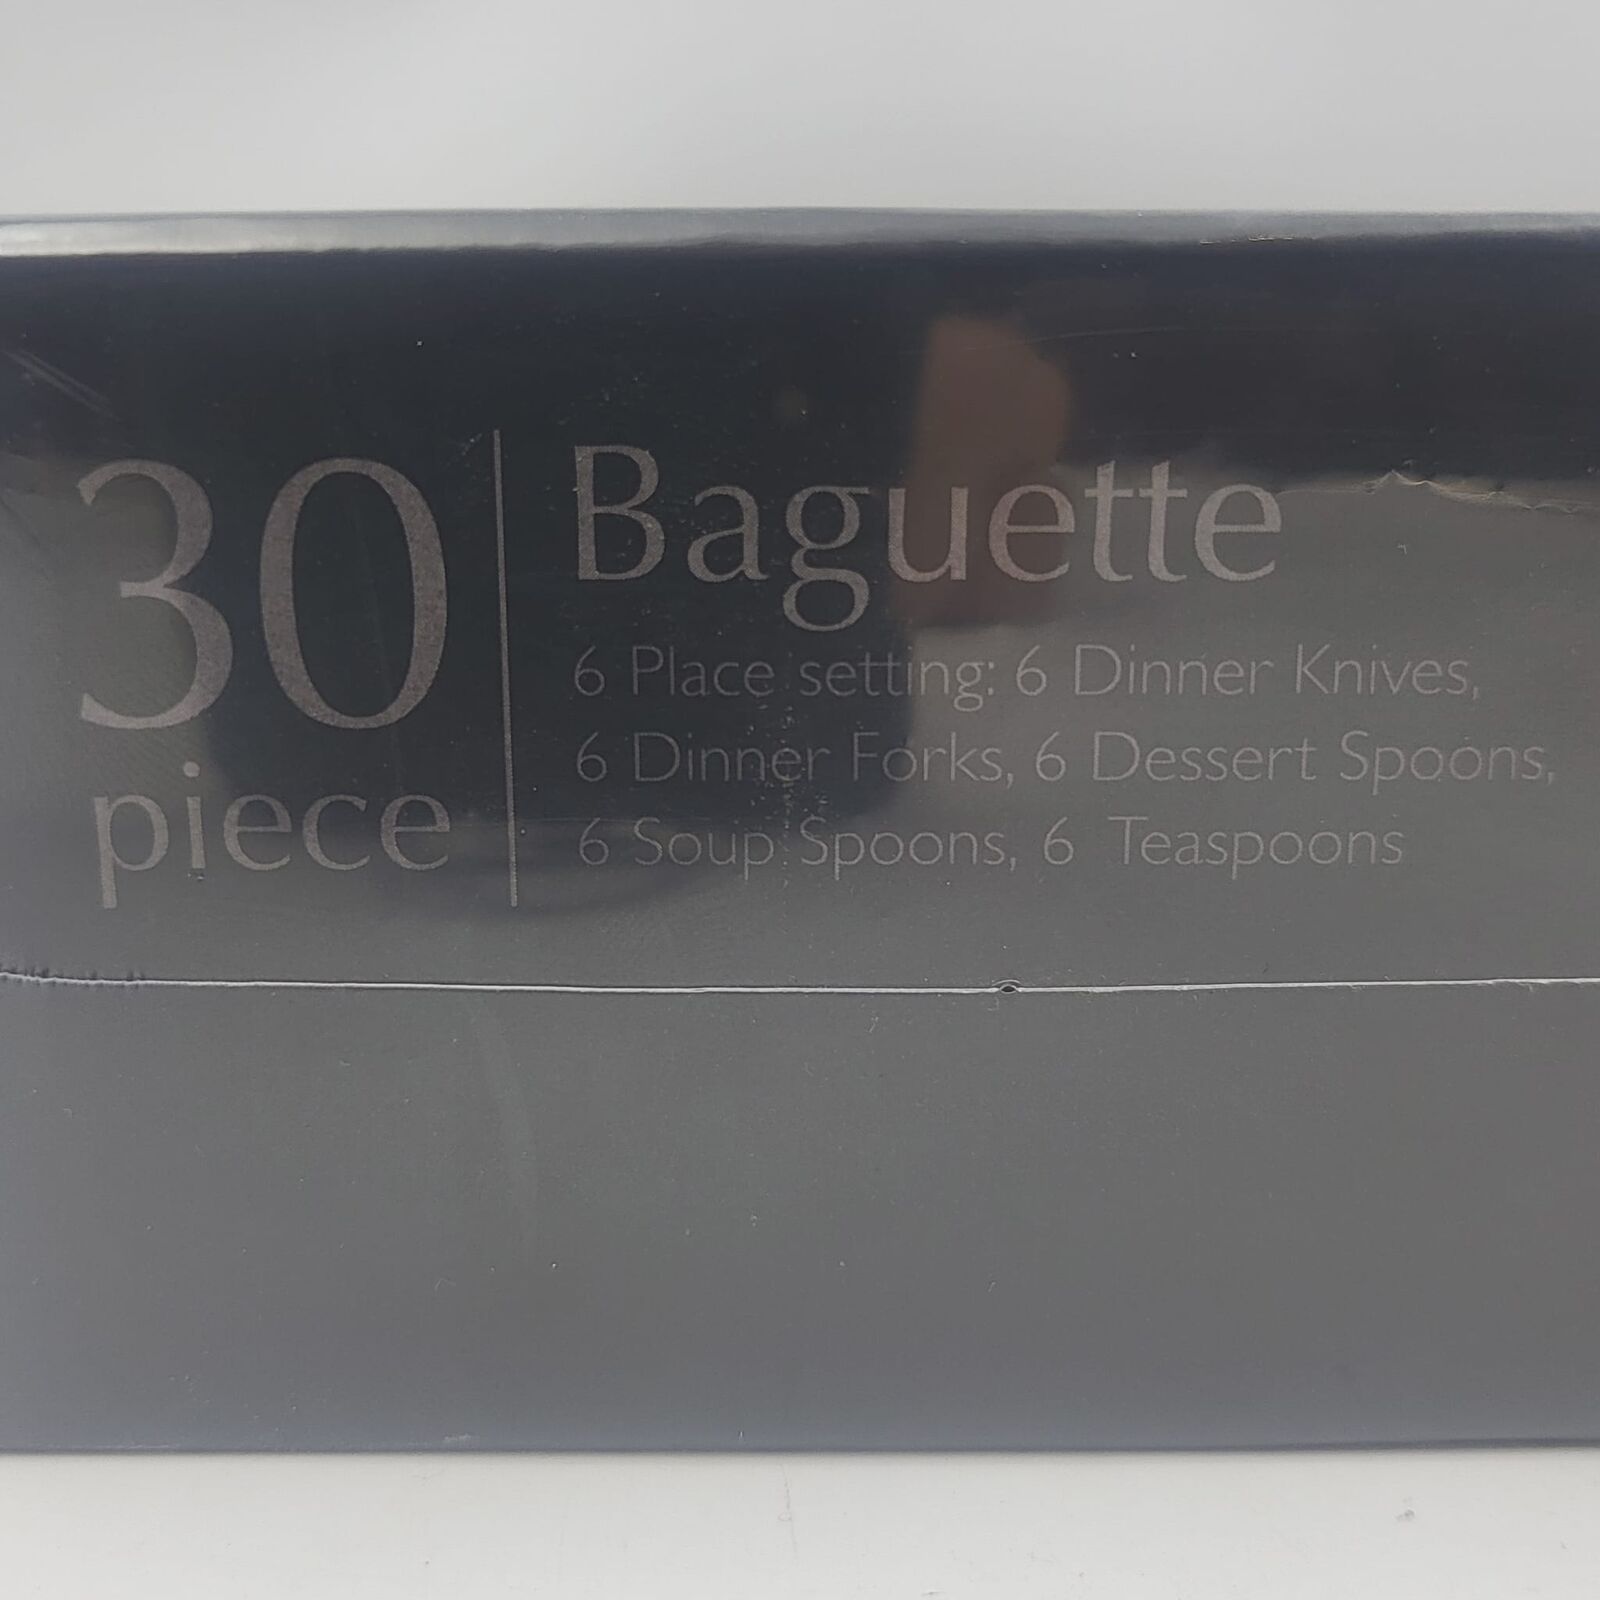 30
piece
Baguette
6 Place setting: 6 Dinner Knives,
6 Dinner Forks, 6 Dessert Spoons,
6 Soup Spoons, 6 Teaspoons